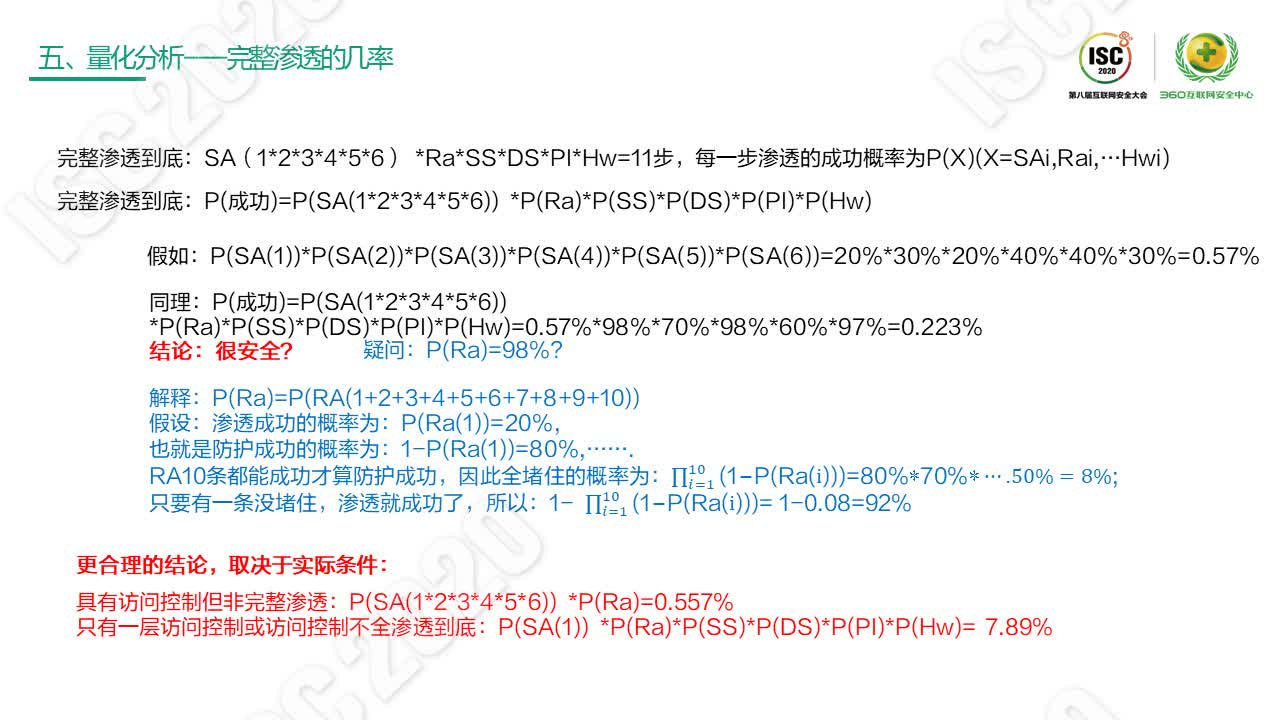 五、量化分析——完整渗透的几率
ISC
2020
第八届互联网安全大会
360互联网安全中心
完整渗透到底：SA（1*2*3*4*5*6） *Ra*SS*DS*PI*Hw=11步，每一步渗透的成功概率为P(X)(X=SAi,Rai,…Hwi)
完整渗透到底：P(成功)=P(SA(1*2*3*4*5*6)) *P(Ra)*P(SS)*P(DS)*P(PI)*P(Hw)
假如：P(SA(1))*P(SA(2))*P(SA(3))*P(SA(4))*P(SA(5))*P(SA(6))=20%*30%*20%*40%*40%*30%=0.57%
同理：P(成功)=P(SA(1*2*3*4*5*6))
*P(Ra)*P(SS)*P(DS)*P(PI)*P(Hw)=0.57%*98%*70%*98%*60%*97%=0.223%
结论：很安全？ 疑问：P(Ra)=98%？
解释：P(Ra)=P(RA(1+2+3+4+5+6+7+8+9+10))
假设：渗透成功的概率为：P(Ra(1))=20%，
也就是防护成功的概率为：1-P(Ra(1))=80%,…….
RA10条都能成功才算防护成功，因此全堵住的概率为：∏_{i=1}^{10}(1-P(Ra(i)))=80%*70%*….50% = 8%;
只要有一条没堵住，渗透就成功了，所以：1- ∏_{i=1}^{10}(1-P(Ra(i)))= 1-0.08=92%
更合理的结论，取决于实际条件：
具有访问控制但非完整渗透：P(SA(1*2*3*4*5*6)) *P(Ra)=0.557%
只有一层访问控制或访问控制不全渗透到底：P(SA(1)) *P(Ra)*P(SS)*P(DS)*P(PI)*P(Hw)= 7.89%
ISC 2020
ISC 2020
ISC 2020